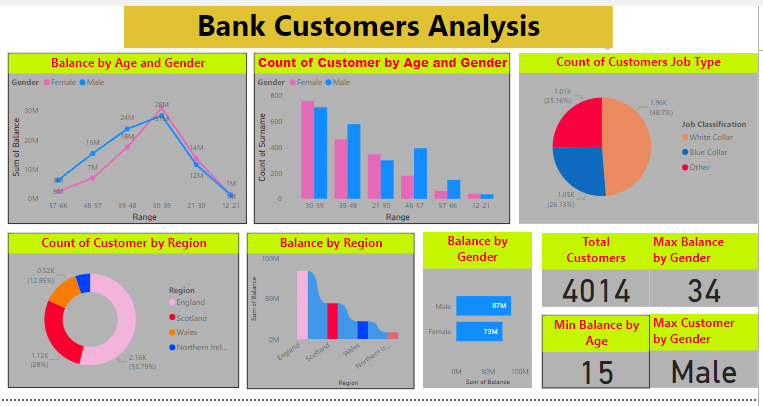 Bank Customers Analysis
Balance by Age and Gender
Gender Female Male
Sum of Balance
30M
20M
10M
0M
15M
7M
24M
18M
28M
14M
12M
1M
57-66 48-57 39-48 30-39 21-30 12-21
Range
Count of Customer by Age and Gender
Gender Female Male
Count of Surname
800
600
400
200
0
30-39 39-48 21-30 48-57 57-66 12-21
Range
Count of Customers Job Type
1.01K
(25.16%)
1.96K
(48.7%)
1.05K
(26.13%)
Job Classification
White Collar
Blue Collar
Other
Count of Customer by Region
0.52K
(12.95%)
1.12K
(28%)
2.16K
(53.79%)
Region
England
Scotland
Wales
Northern Irel...
Balance by Region
Sum of Balance
100M
50M
0M
England Scotland Wales Northern Ir...
Region
Balance by
Gender
Male 87M
Female 73M
0M 50M 100M
Sum of Balance
Total
Customers
4014
Max Balance
by Gender
34
Min Balance by
Age
15
Max Customer
by Gender
Male